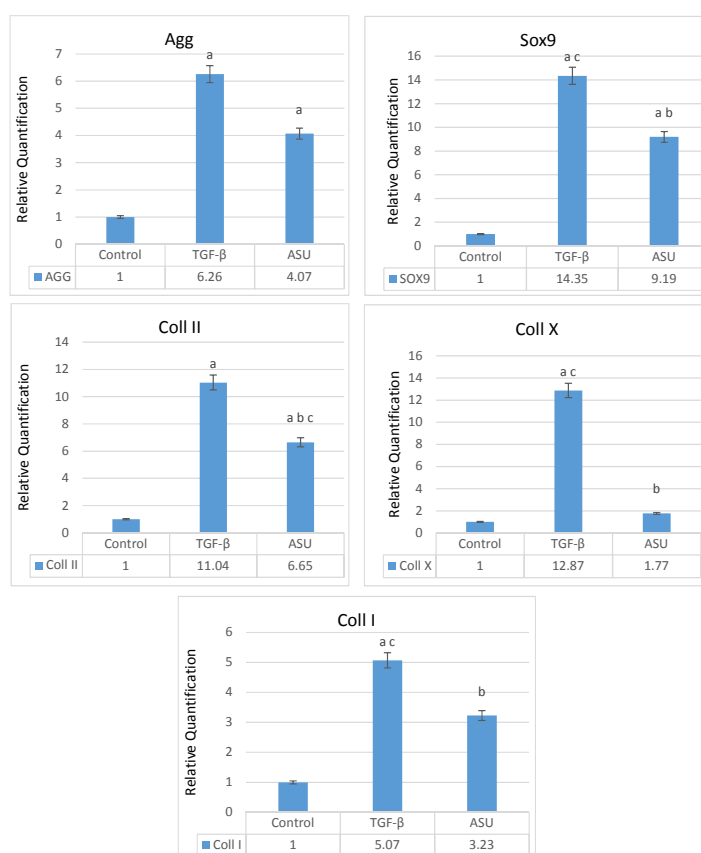 Agg
Relative Quantification
7
6
5
4
3
2
1
0
a
a
Control TGF-β ASU
AGG 1 6.26 4.07
Sox9
Relative Quantification
16
14
12
10
8
6
4
2
0
a c
a b
Control TGF-β ASU
SOX9 1 14.35 9.19
Coll II
Relative Quantification
14
12
10
8
6
4
2
0
a
a b c
Control TGF-β ASU
Coll II 1 11.04 6.65
Coll X
Relative Quantification
16
14
12
10
8
6
4
2
0
a c
b
Control TGF-β ASU
Coll X 1 12.87 1.77
Coll I
Relative Quantification
6
5
4
3
2
1
0
a c
b
Control TGF-β ASU
Coll I 1 5.07 3.23